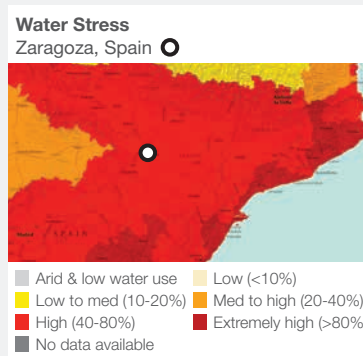 Water Stress
Zaragoza, Spain
Arid & low water use
Low (<10%)
Low to med (10-20%)
Med to high (20-40%)
High (40-80%)
Extremely high (>80%
No data available